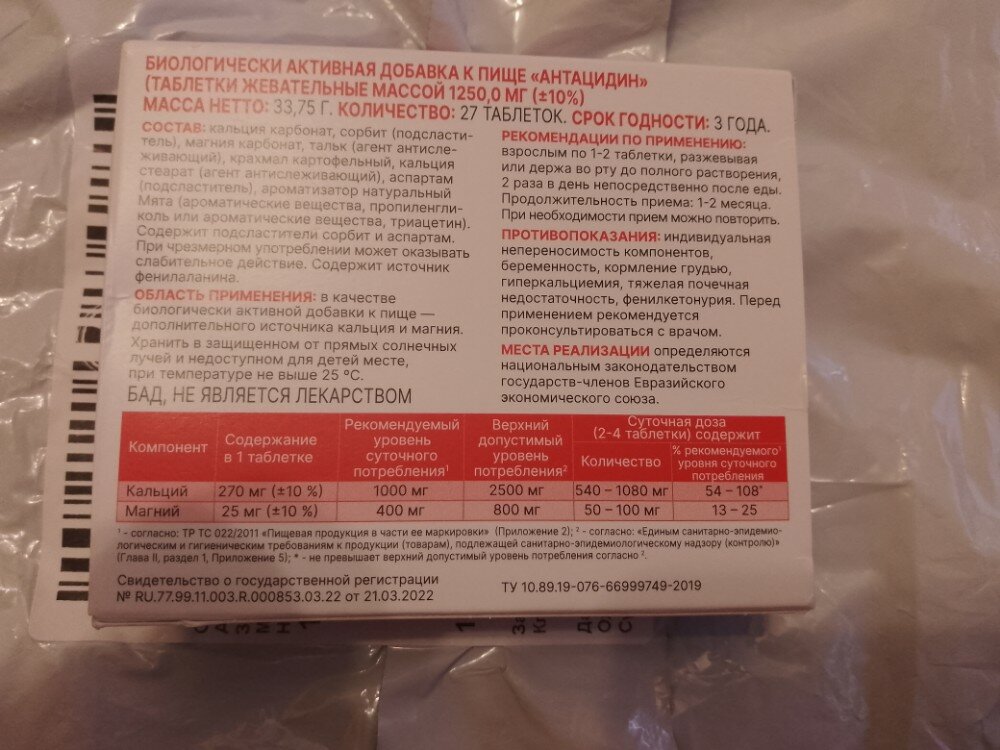 БИОЛОГИЧЕСКИ АКТИВНАЯ ДОБАВКА К ПИЩЕ «АНТАЦИДИН»
(ТАБЛЕТКИ ЖЕВАТЕЛЬНЫЕ МАССОЙ 1250,0 МГ (±10%)
МАССА НЕТТО: 33,75 Г. КОЛИЧЕСТВО: 27 ТАБЛЕТОК. СРОК ГОДНОСТИ: 3 ГОДА.
СОСТАВ: кальция карбонат, сорбит (подсласти-
тель), магния карбонат, тальк (агент антисле-
живающий), крахмал картофельный, кальция
стеарат (агент антислеживающий), аспартам
(подсластитель), ароматизатор натуральный
Мята (ароматические вещества, пропиленгли-
коль или ароматические вещества, триацетин).
Содержит подсластители сорбит и аспартам.
При чрезмерном употреблении может оказывать
слабительное действие. Содержит источник
фенилаланина.
ОБЛАСТЬ ПРИМЕНЕНИЯ: в качестве
биологически активной добавки к пище —
дополнительного источника кальция и магния.
Хранить в защищенном от прямых солнечных
лучей и недоступном для детей месте,
при температуре не выше 25 °С.
БАД, НЕ ЯВЛЯЕТСЯ ЛЕКАРСТВОМ
РЕКОМЕНДАЦИИ ПО ПРИМЕНЕНИЮ:
взрослым по 1-2 таблетки, разжевывая
или держа во рту до полного растворения,
2 раза в день непосредственно после еды.
Продолжительность приема: 1-2 месяца.
При необходимости прием можно повторить.
ПРОТИВОПОКАЗАНИЯ: индивидуальная
непереносимость компонентов,
беременность, кормление грудью,
гиперкальциемия, тяжелая почечная
недостаточность, фенилкетонурия. Перед
применением рекомендуется
проконсультироваться с врачом.
МЕСТА РЕАЛИЗАЦИИ определяются
национальным законодательством
государств-членов Евразийского
экономического союза.
Компонент
Содержание
в 1 таблетке
Рекомендуемый
уровень
суточного
потребления¹
Верхний
допустимый
уровень
потребления²
Суточная доза
(2-4 таблетки) содержит
Количество
% рекомендуемого¹
уровня суточного
потребления
Кальций 270 мг (±10 %) 1000 мг 2500 мг 540 – 1080 мг 54 – 108*
Магний 25 мг (±10 %) 400 мг 800 мг 50 – 100 мг 13 – 25
¹ - согласно: ТР ТС 022/2011 «Пищевая продукция в части ее маркировки» (Приложение 2); ² - согласно: «Единым санитарно-эпидемио-
логическим и гигиеническим требованиям к продукции (товарам), подлежащей санитарно-эпидемиологическому надзору (контролю)»
(Глава II, раздел 1, Приложение 5); * - не превышает верхний допустимый уровень потребления согласно ².
Свидетельство о государственной регистрации
№ RU.77.99.11.003.R.000853.03.22 от 21.03.2022
ТУ 10.89.19-076-66999749-2019